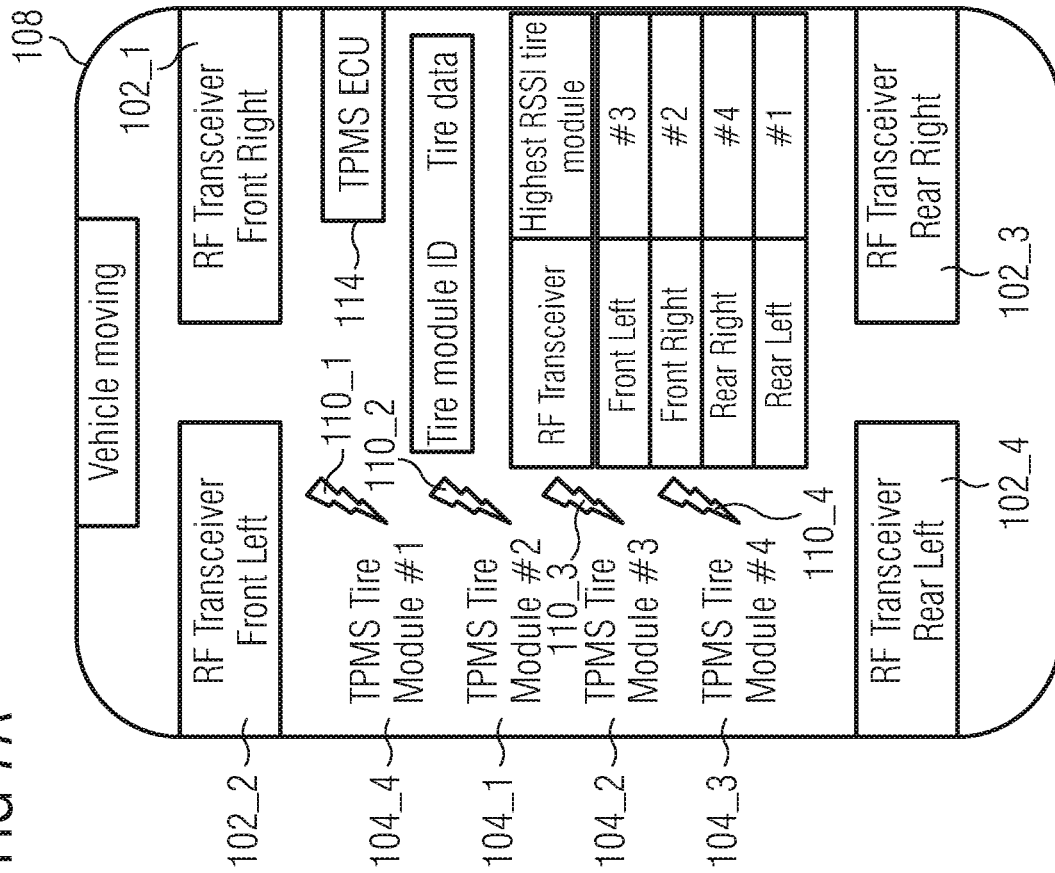 108
Vehicle moving
RF Transceiver
Front Left
RF Transceiver
Front Right
102_1
102_2
TPMS ECU
114
Tire module ID
Tire data
110_1
110_2
110_3
110_4
TPMS Tire
Module #1
TPMS Tire
Module #2
TPMS Tire
Module #3
TPMS Tire
Module #4
104_4
104_1
104_2
104_3
RF Transceiver
Highest RSSI tire
module
Front Left
#3
Front Right
#2
Rear Right
#4
Rear Left
#1
RF Transceiver
Rear Left
102_4
RF Transceiver
Rear Right
102_3